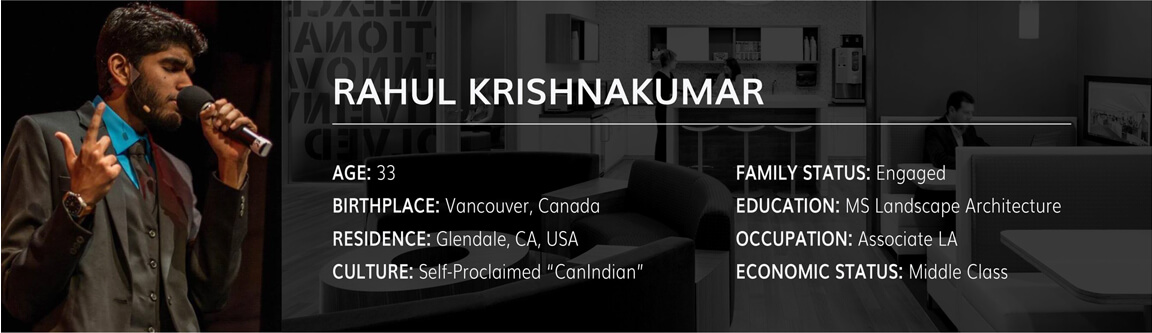 RAHUL KRISHNAKUMAR
AGE: 33
BIRTHPLACE: Vancouver, Canada
RESIDENCE: Glendale, CA, USA
CULTURE: Self-Proclaimed “CanIndian”
FAMILY STATUS: Engaged
EDUCATION: MS Landscape Architecture
OCCUPATION: Associate LA
ECONOMIC STATUS: Middle Class